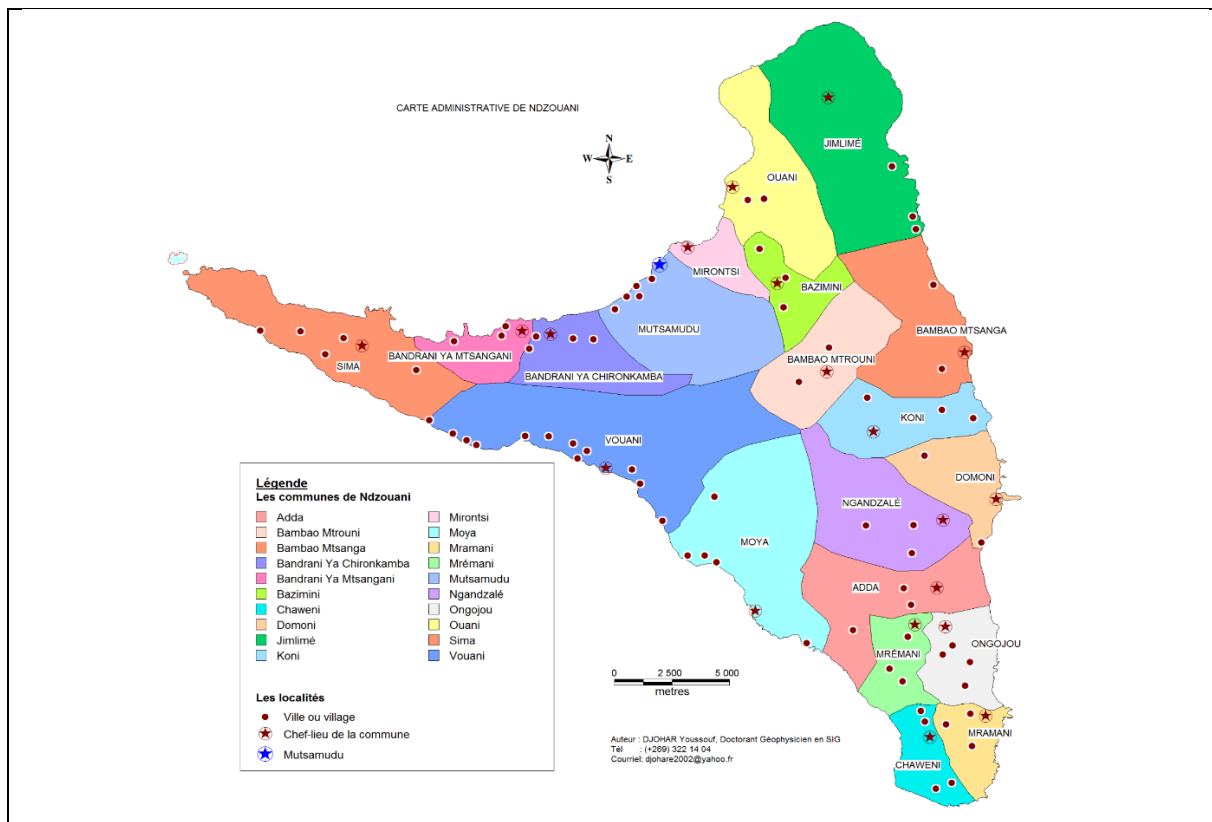 CARTE ADMINISTRATIVE DE NDZOUANI
N
W E
S
JIMLIMÉ
OUANI
MIRONTSI
BAZIMINI
MUTSAMUDU
BAMBAO MTSANGA
BANDRANI YA MTSANGANI
BAMBAO MTROUNI
SIMA
BANDRANI YA CHIRONKAMBA
KONI
VOUANI
DOMONI
NGANDZALÉ
MOYA
ADDA
ONGOJOU
MRÉMANI
MRAMANI
CHAWENI
Légende
Les communes de Ndzouani
Adda
Bambao Mtrouni
Bambao Mtsanga
Bandrani Ya Chironkamba
Bandrani Ya Mtsangani
Bazimini
Chaweni
Domoni
Jimlimé
Koni
Mirontsi
Moya
Mramani
Mrémani
Mutsamudu
Ngandzalé
Ongojou
Ouani
Sima
Vouani
Les localités
Ville ou village
Chef-lieu de la commune
Mutsamudu
0 2 500 5 000
metres
Auteur : DJOHAR Youssouf, Doctorant Géophysicien en SIG
Tél : (+269) 322 14 04
Courriel: djohare2002@yahoo.fr